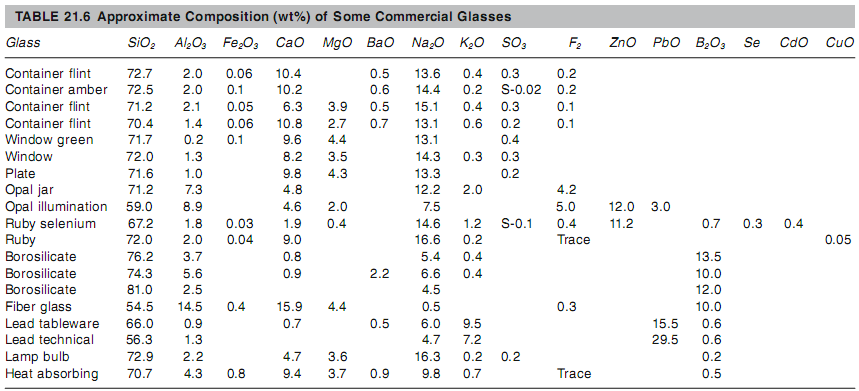 TABLE 21.6 Approximate Composition (wt%) of Some Commercial Glasses
Glass SiO₂ Al₂O₃ Fe₂O₃ CaO MgO BaO Na₂O K₂O SO₃ F₂ ZnO PbO B₂O₃ Se CdO CuO
Container flint 72.7 2.0 0.06 10.4 0.5 13.6 0.4 0.3 0.2
Container amber 72.5 2.0 0.1 10.2 0.6 14.4 0.2 S-0.02 0.2
Container flint 71.2 2.1 0.05 6.3 3.9 0.5 15.1 0.4 0.3 0.1
Container flint 70.4 1.4 0.06 10.8 2.7 0.7 13.1 0.6 0.2 0.1
Window green 71.7 0.2 0.1 9.6 4.4 13.1 0.4
Window 72.0 1.3 8.2 3.5 14.3 0.3 0.3
Plate 71.6 1.0 9.8 4.3 13.3 0.2
Opal jar 71.2 7.3 4.8 12.2 2.0 4.2
Opal illumination 59.0 8.9 4.6 2.0 7.5 5.0 12.0 3.0
Ruby selenium 67.2 1.8 0.03 1.9 0.4 14.6 1.2 S-0.1 0.4 11.2 0.7 0.3 0.4
Ruby 72.0 2.0 0.04 9.0 16.6 0.2 Trace 0.05
Borosilicate 76.2 3.7 0.8 5.4 0.4 13.5
Borosilicate 74.3 5.6 0.9 2.2 6.6 0.4 10.0
Borosilicate 81.0 2.5 4.5 12.0
Fiber glass 54.5 14.5 0.4 15.9 4.4 0.5 0.3 10.0
Lead tableware 66.0 0.9 0.7 0.5 6.0 9.5 15.5 0.6
Lead technical 56.3 1.3 4.7 7.2 29.5 0.6
Lamp bulb 72.9 2.2 4.7 3.6 16.3 0.2 0.2 0.2
Heat absorbing 70.7 4.3 0.8 9.4 3.7 0.9 9.8 0.7 Trace 0.5